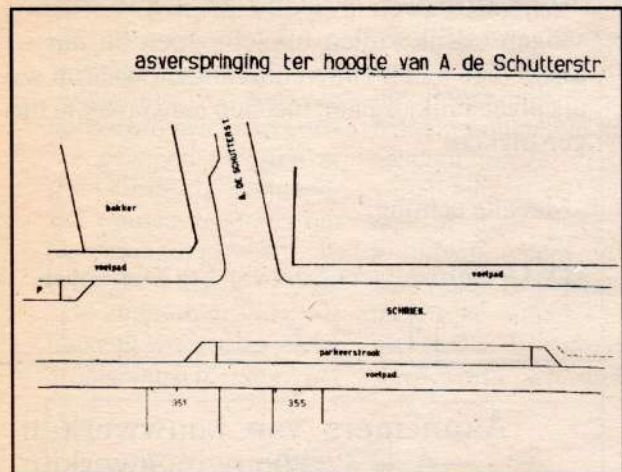 asverspringing ter hoogte van A. de Schutterstr.
A. DE SCHUTTERST
bakker
voetpad
voetpad
P
SCHRIEK
parkeerstrook
voetpad.
351
355